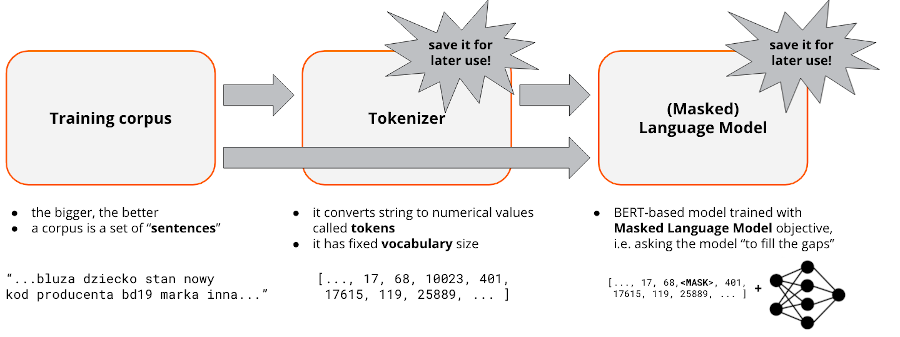 save it for
later use!
save it for
later use!
Training corpus
Tokenizer
(Masked)
Language Model
● the bigger, the better
● a corpus is a set of “sentences”
● it converts string to numerical values
called tokens
● it has fixed vocabulary size
● BERT-based model trained with
Masked Language Model objective,
i.e. asking the model “to fill the gaps”
"...bluza dziecko stan nowy
kod producenta bd19 marka inna..."
[..., 17, 68, 10023, 401,
17615, 119, 25889, ... ]
[..., 17, 68,<MASK>, 401,
17615, 119, 25889, ... ]
+